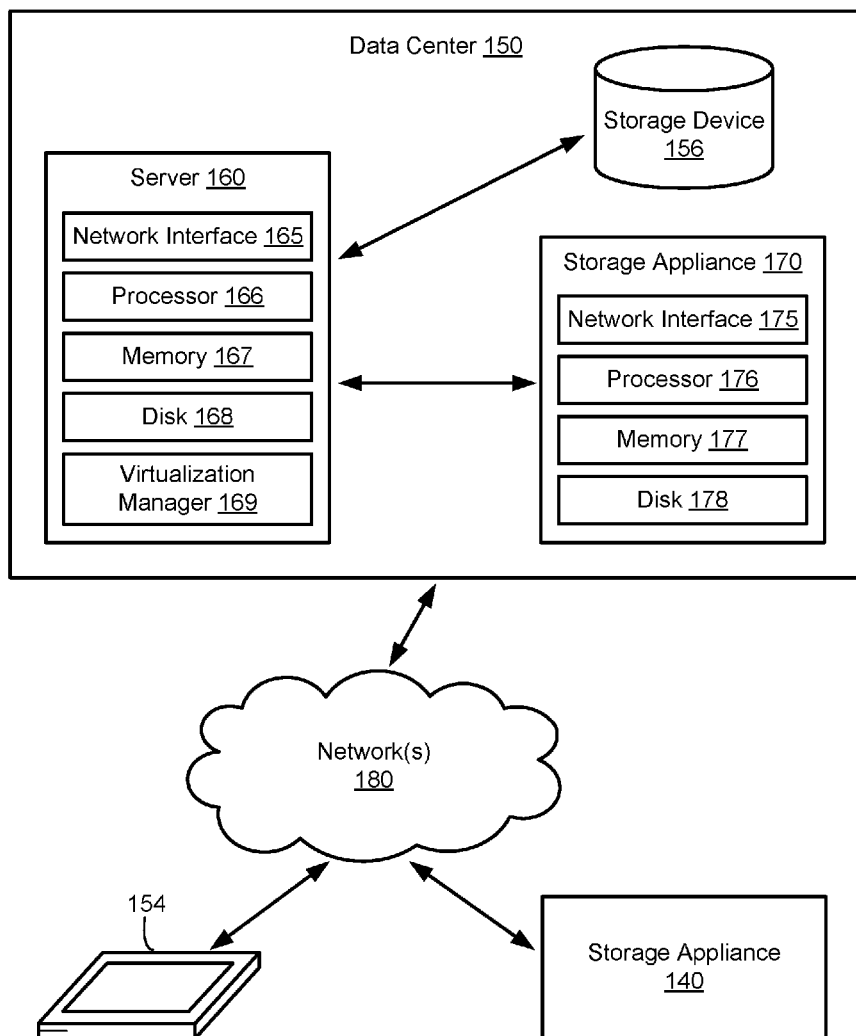 Data Center 150
Storage Device
156
Server 160
Network Interface 165
Processor 166
Memory 167
Disk 168
Virtualization
Manager 169
Storage Appliance 170
Network Interface 175
Processor 176
Memory 177
Disk 178
Network(s)
180
154
Storage Appliance
140